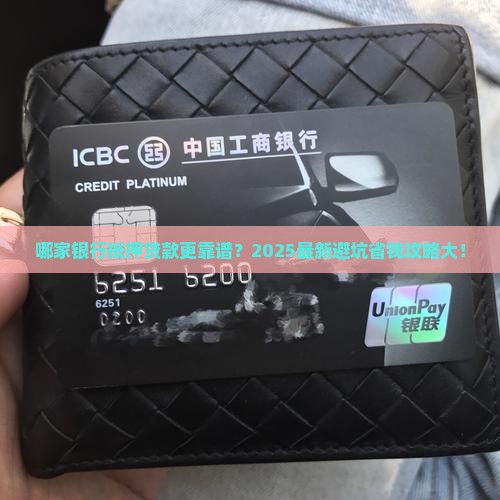 ICBC 中国工商银行
CREDIT PLATINUM
哪家银行抵押贷款更靠谱？2025最新避坑省钱攻略大！
6251 6200
6251
0200
UnionPay
银联